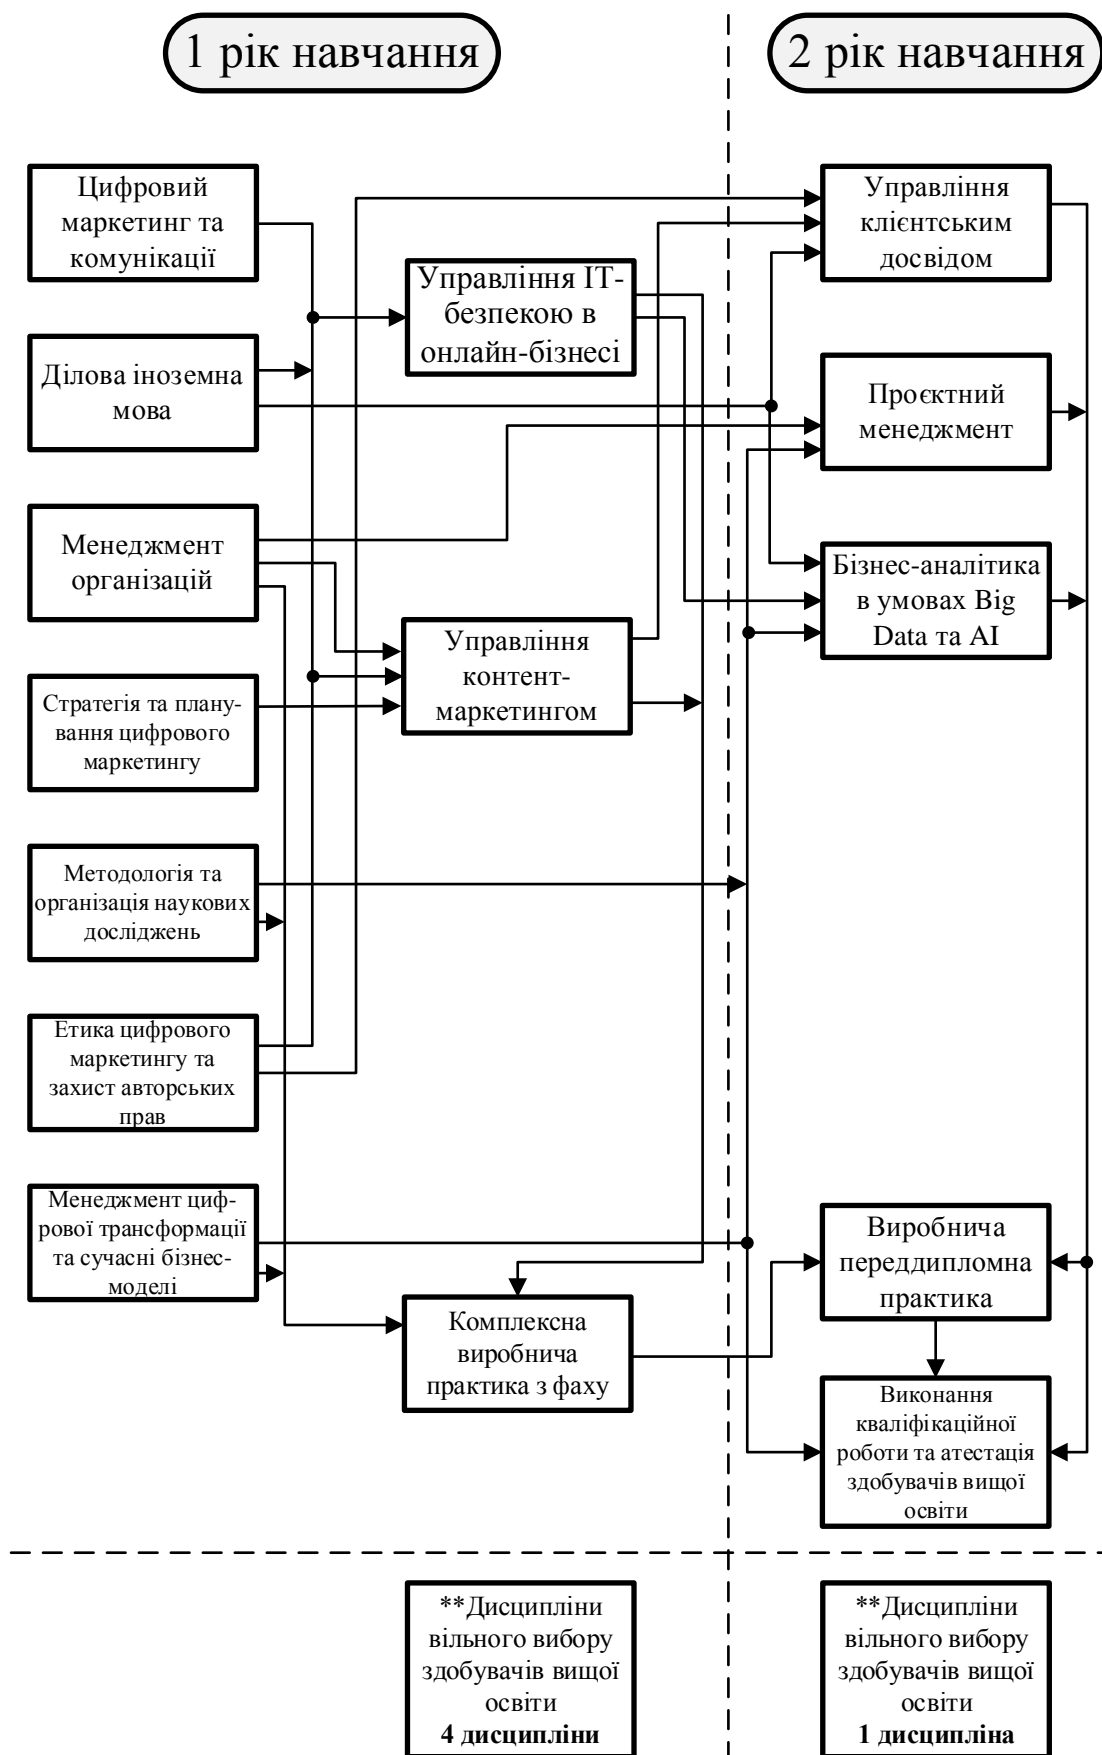 1 рік навчання
2 рік навчання
Цифровий
маркетинг та
комунікації
Ділова іноземна
мова
Менеджмент
організацій
Стратегія та плану-
вання цифрового
маркетингу
Методологія та
організація наукових
досліджень
Етика цифрового
маркетингу та
захист авторських
прав
Менеджмент циф-
рової трансформації
та сучасні бізнес-
моделі
Управління ІТ-
безпекою в
онлайн-бізнесі
Управління
контент-
маркетингом
Комплексна
виробнича
практика з фаху
Управління
клієнтським
досвідом
Проєктний
менеджмент
Бізнес-аналітика
в умовах Big
Data та AI
Виробнича
переддипломна
практика
Виконання
кваліфікаційної
роботи та атестація
здобувачів вищої
освіти
**Дисципліни
вільного вибору
здобувачів вищої
освіти
4 дисципліни
**Дисципліни
вільного вибору
здобувачів вищої
освіти
1 дисципліна